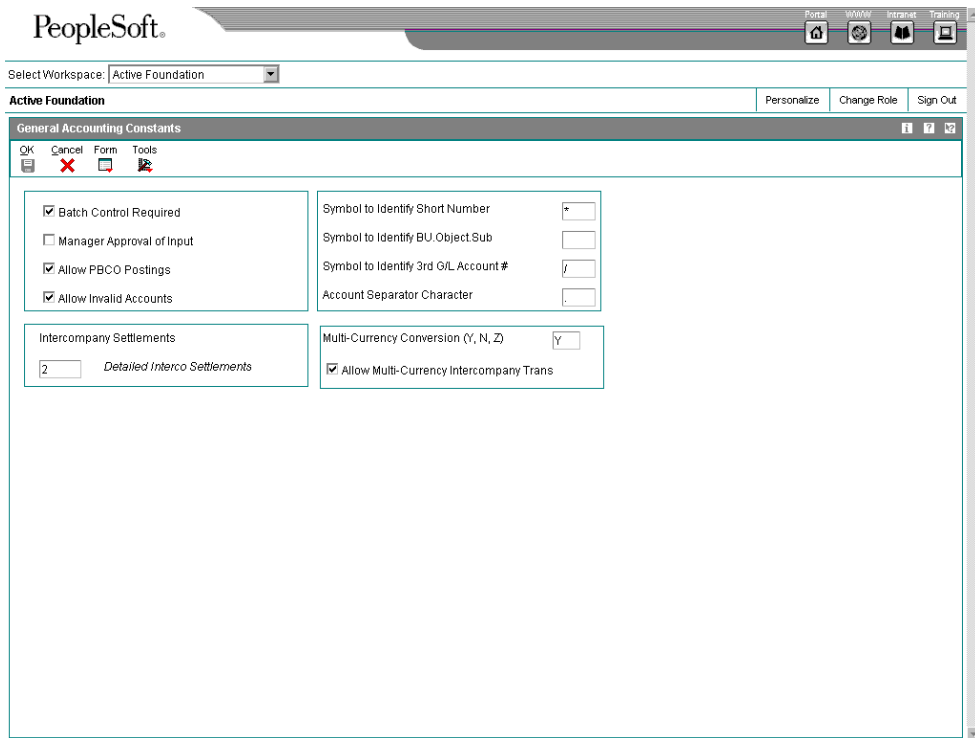 PeopleSoft.
Portal WWW Intranet Training
Select Workspace: Active Foundation
Active Foundation Personalize Change Role Sign Out
General Accounting Constants
OK Cancel Form Tools
Batch Control Required
Manager Approval of Input
Allow PBCO Postings
Allow Invalid Accounts
Symbol to Identify Short Number *
Symbol to Identify BU.Object.Sub
Symbol to Identify 3rd G/L Account # /
Account Separator Character .
Intercompany Settlements
2 Detailed Interco Settlements
Multi-Currency Conversion (Y, N, Z) Y
Allow Multi-Currency Intercompany Trans